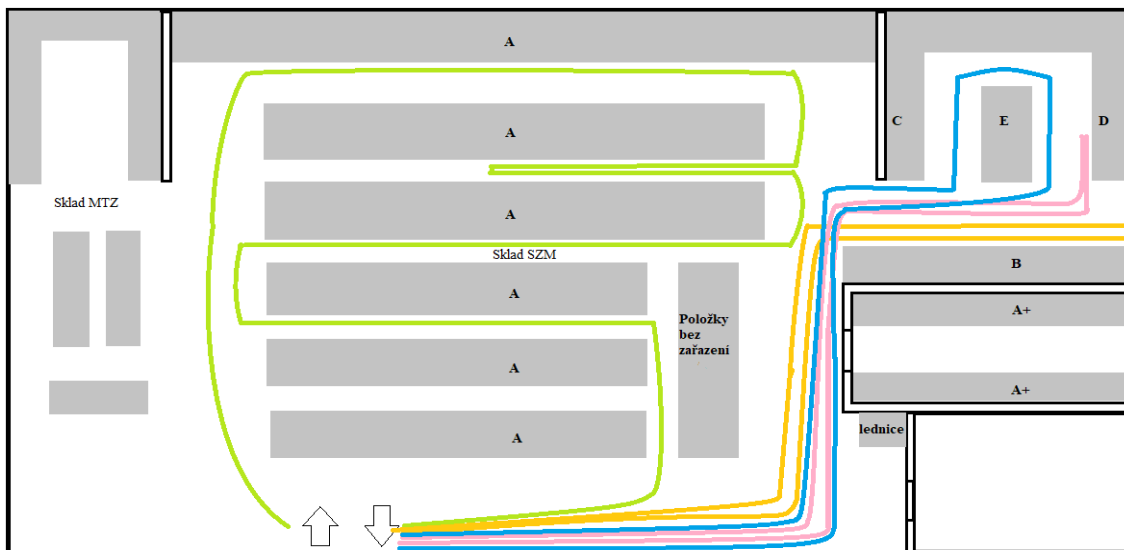 A
C
E
D
A
Sklad MTZ
A
Sklad SZM
B
A
A+
Položky
bez
zařazení
A
A+
A
lednice